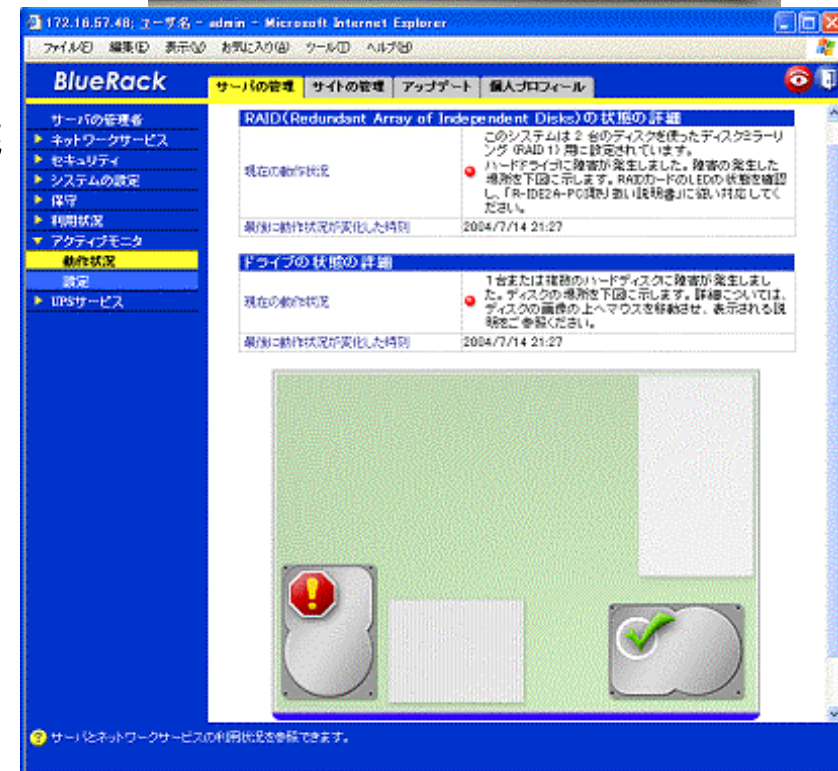 172.16.57.48; ユーザ名 - admin - Microsoft Internet Explorer
ファイル(F) 編集(E) 表示(V) お気に入り(A) ツール(T) ヘルプ(H)
BlueRack
サーバの管理 サイトの管理 アップデート 個人プロフィール
サーバの管理者
ネットワークサービス
セキュリティ
システムの設定
保守
利用状況
アクティブモニタ
動作状況
設定
UPSサービス
RAID(Redundant Array of Independent Disks)の状態の詳細
現在の動作状況
このシステムは 2 台のディスクを使ったディスクミラーリ
ング (RAID 1) 用に設定されています。
ハードドライブに障害が発生しました。障害の発生した
場所を下図に示します。RAIDカードのLEDの状態を確認
し、「R-IDE2A-PCI取り扱い説明書」に従い対応してく
ださい。
最後に動作状況が変化した時刻 2004/7/14 21:27
ドライブの状態の詳細
現在の動作状況
1台または複数のハードディスクに障害が発生しまし
た。ディスクの場所を下図に示します。詳細については、
ディスクの画像の上へマウスを移動させ、表示される説
明をご参照ください。
最後に動作状況が変化した時刻 2004/7/14 21:27
サーバとネットワークサービスの利用状況を参照できます。